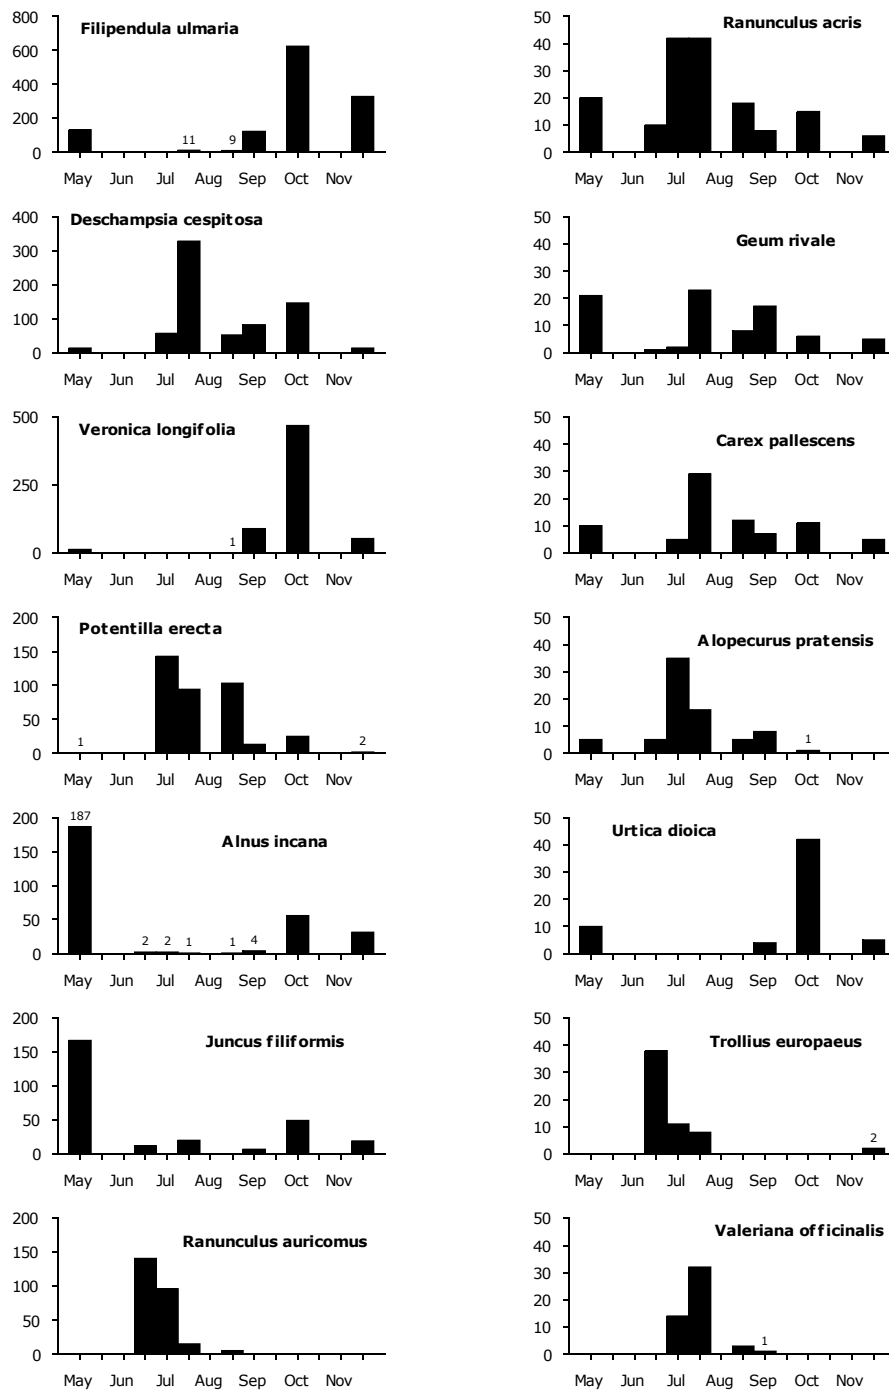 Filipendula ulmaria
800
600
400
200
0
11
9
May Jun Jul Aug Sep Oct Nov
Ranunculus acris
50
40
30
20
10
0
May Jun Jul Aug Sep Oct Nov
Deschampsia cespitosa
400
300
200
100
0
May Jun Jul Aug Sep Oct Nov
Geum rivale
50
40
30
20
10
0
May Jun Jul Aug Sep Oct Nov
Veronica longifolia
500
250
0
1
May Jun Jul Aug Sep Oct Nov
Carex pallescens
50
40
30
20
10
0
May Jun Jul Aug Sep Oct Nov
Potentilla erecta
200
150
100
50
0
1
2
May Jun Jul Aug Sep Oct Nov
Alopecurus pratensis
50
40
30
20
10
0
1
May Jun Jul Aug Sep Oct Nov
Alnus incana
200
150
100
50
0
187
2 2 1 1 4
May Jun Jul Aug Sep Oct Nov
Urtica dioica
50
40
30
20
10
0
May Jun Jul Aug Sep Oct Nov
Juncus filiformis
200
150
100
50
0
May Jun Jul Aug Sep Oct Nov
Trollius europaeus
50
40
30
20
10
0
2
May Jun Jul Aug Sep Oct Nov
Ranunculus auricomus
200
150
100
50
0
May Jun Jul Aug Sep Oct Nov
Valeriana officinalis
50
40
30
20
10
0
1
May Jun Jul Aug Sep Oct Nov